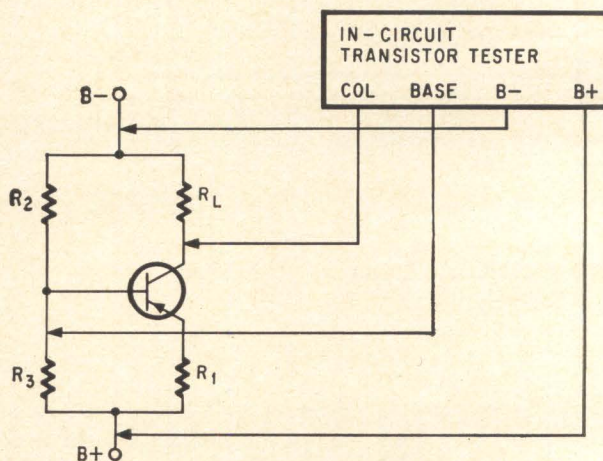 IN-CIRCUIT
TRANSISTOR TESTER
COL BASE B- B+
B-
R2
RL
R3
R1
B+